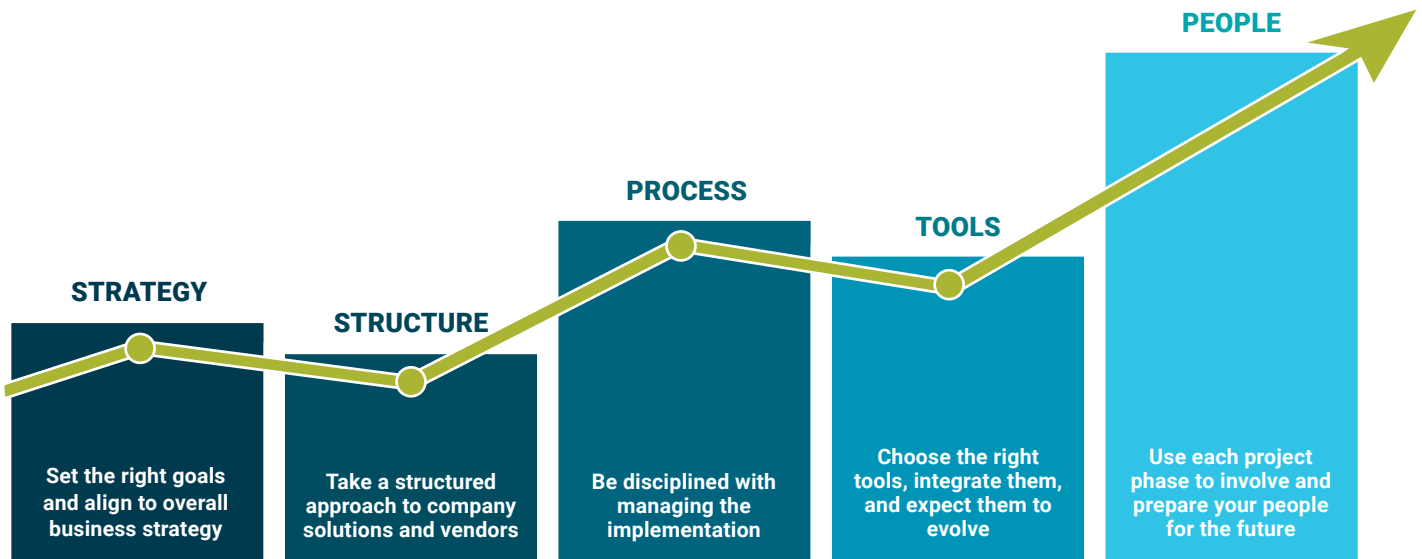 STRATEGY
Set the right goals
and align to overall
business strategy
STRUCTURE
Take a structured
approach to company
solutions and vendors
PROCESS
Be disciplined with
managing the
implementation
TOOLS
Choose the right
tools, integrate them,
and expect them to
evolve
PEOPLE
Use each project
phase to involve and
prepare your people
for the future